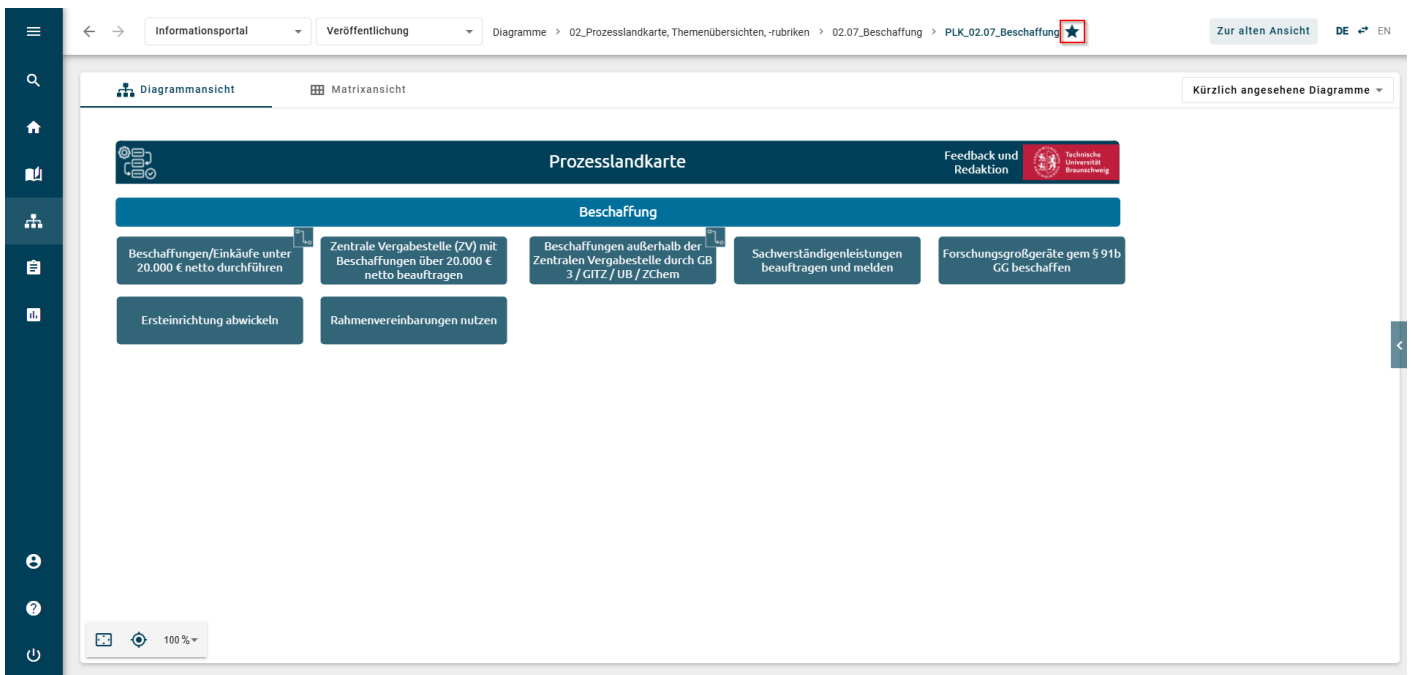 Informationsportal
Veröffentlichung
Diagramme > 02_Prozesslandkarte, Themenübersichten, -rubriken > 02.07_Beschaffung > PLK_02.07_Beschaffung
Zur alten Ansicht
DE
EN
Diagrammansicht
Matrixansicht
Kürzlich angesehene Diagramme
Prozesslandkarte
Feedback und
Redaktion
Technische
Universität
Braunschweig
Beschaffung
Beschaffungen/Einkäufe unter
20.000 € netto durchführen
Zentrale Vergabestelle (ZV) mit
Beschaffungen über 20.000 €
netto beauftragen
Beschaffungen außerhalb der
Zentralen Vergabestelle durch GB
3 / GITZ / UB / ZChem
Sachverständigenleistungen
beauftragen und melden
Forschungsgroßgeräte gem § 91b
GG beschaffen
Ersteinrichtung abwickeln
Rahmenvereinbarungen nutzen
100 %